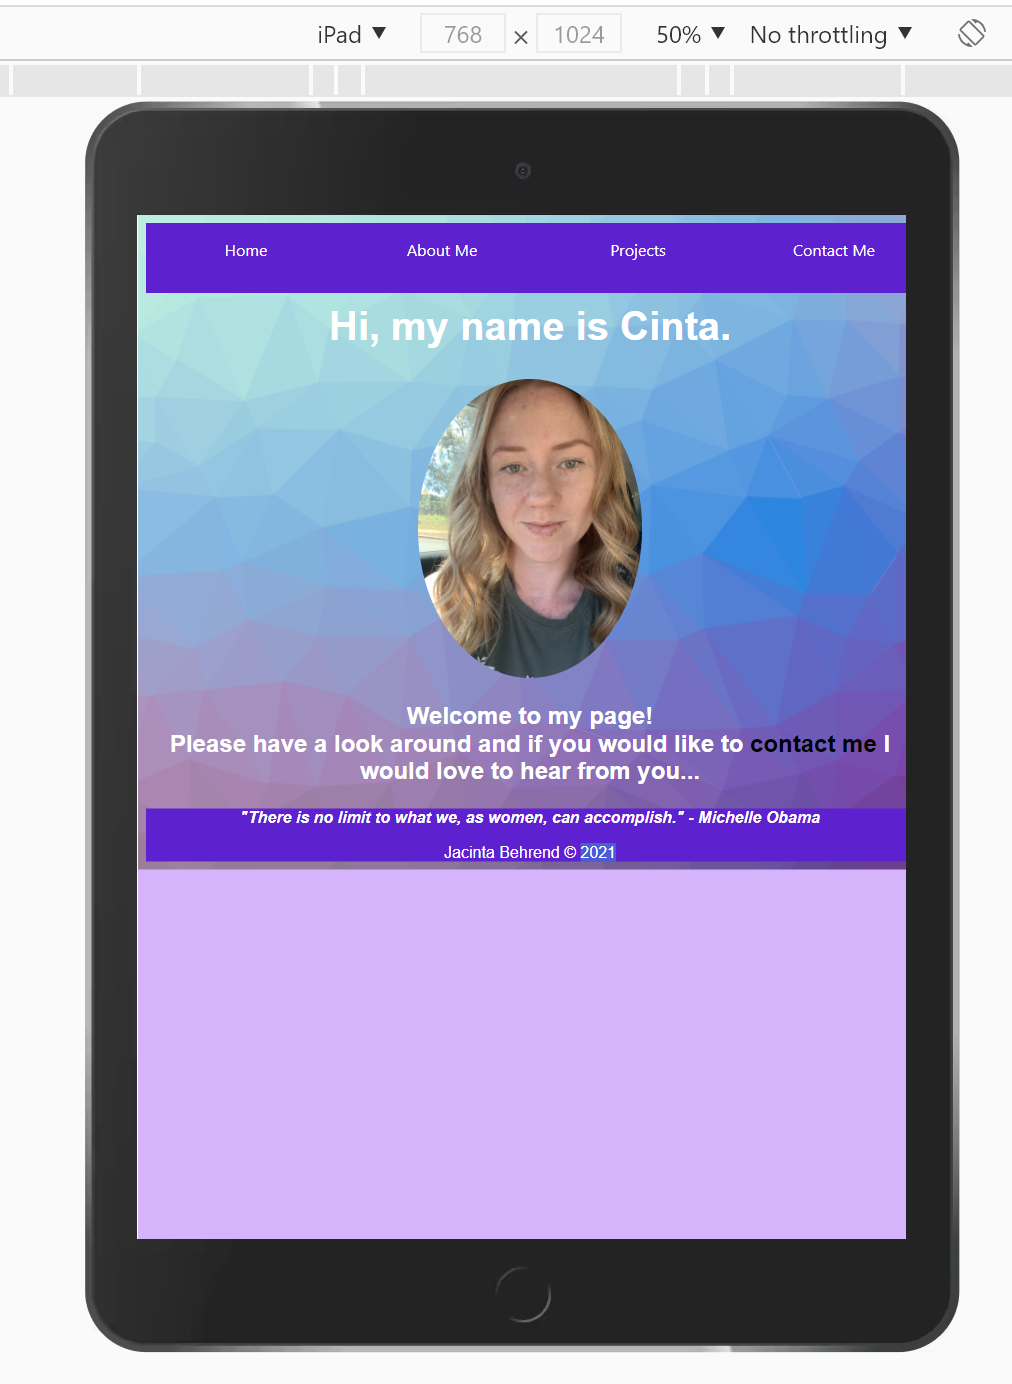 iPad ▼ 768 × 1024 50% ▼ No throttling ▼
Home About Me Projects Contact Me
Hi, my name is Cinta.
Welcome to my page!
Please have a look around and if you would like to contact me I
would love to hear from you...
"There is no limit to what we, as women, can accomplish." - Michelle Obama
Jacinta Behrend © 2021